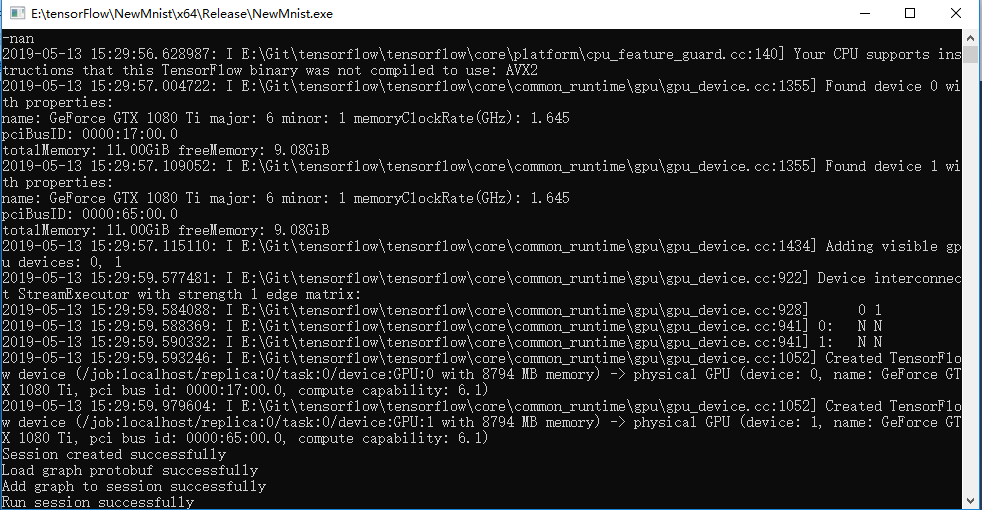 E:\tensorFlow\NewMnist\x64\Release\NewMnist.exe
-nan
2019-05-13 15:29:56.628987: I E:\Git\tensorflow\tensorflow\core\platform\cpu_feature_guard.cc:140] Your CPU supports ins
tructions that this TensorFlow binary was not compiled to use: AVX2
2019-05-13 15:29:57.004722: I E:\Git\tensorflow\tensorflow\core\common_runtime\gpu\gpu_device.cc:1355] Found device 0 wi
th properties:
name: GeForce GTX 1080 Ti major: 6 minor: 1 memoryClockRate(GHz): 1.645
pciBusID: 0000:17:00.0
totalMemory: 11.00GiB freeMemory: 9.08GiB
2019-05-13 15:29:57.109052: I E:\Git\tensorflow\tensorflow\core\common_runtime\gpu\gpu_device.cc:1355] Found device 1 wi
th properties:
name: GeForce GTX 1080 Ti major: 6 minor: 1 memoryClockRate(GHz): 1.645
pciBusID: 0000:65:00.0
totalMemory: 11.00GiB freeMemory: 9.08GiB
2019-05-13 15:29:57.115110: I E:\Git\tensorflow\tensorflow\core\common_runtime\gpu\gpu_device.cc:1434] Adding visible gp
u devices: 0, 1
2019-05-13 15:29:59.577481: I E:\Git\tensorflow\tensorflow\core\common_runtime\gpu\gpu_device.cc:922] Device interconnec
t StreamExecutor with strength 1 edge matrix:
2019-05-13 15:29:59.584088: I E:\Git\tensorflow\tensorflow\core\common_runtime\gpu\gpu_device.cc:928]      0 1
2019-05-13 15:29:59.588369: I E:\Git\tensorflow\tensorflow\core\common_runtime\gpu\gpu_device.cc:941] 0:   N N
2019-05-13 15:29:59.590332: I E:\Git\tensorflow\tensorflow\core\common_runtime\gpu\gpu_device.cc:941] 1:   N N
2019-05-13 15:29:59.593246: I E:\Git\tensorflow\tensorflow\core\common_runtime\gpu\gpu_device.cc:1052] Created TensorFlo
w device (/job:localhost/replica:0/task:0/device:GPU:0 with 8794 MB memory) -> physical GPU (device: 0, name: GeForce GT
X 1080 Ti, pci bus id: 0000:17:00.0, compute capability: 6.1)
2019-05-13 15:29:59.979604: I E:\Git\tensorflow\tensorflow\core\common_runtime\gpu\gpu_device.cc:1052] Created TensorFlo
w device (/job:localhost/replica:0/task:0/device:GPU:1 with 8794 MB memory) -> physical GPU (device: 1, name: GeForce GT
X 1080 Ti, pci bus id: 0000:65:00.0, compute capability: 6.1)
Session created successfully
Load graph protobuf successfully
Add graph to session successfully
Run session successfully